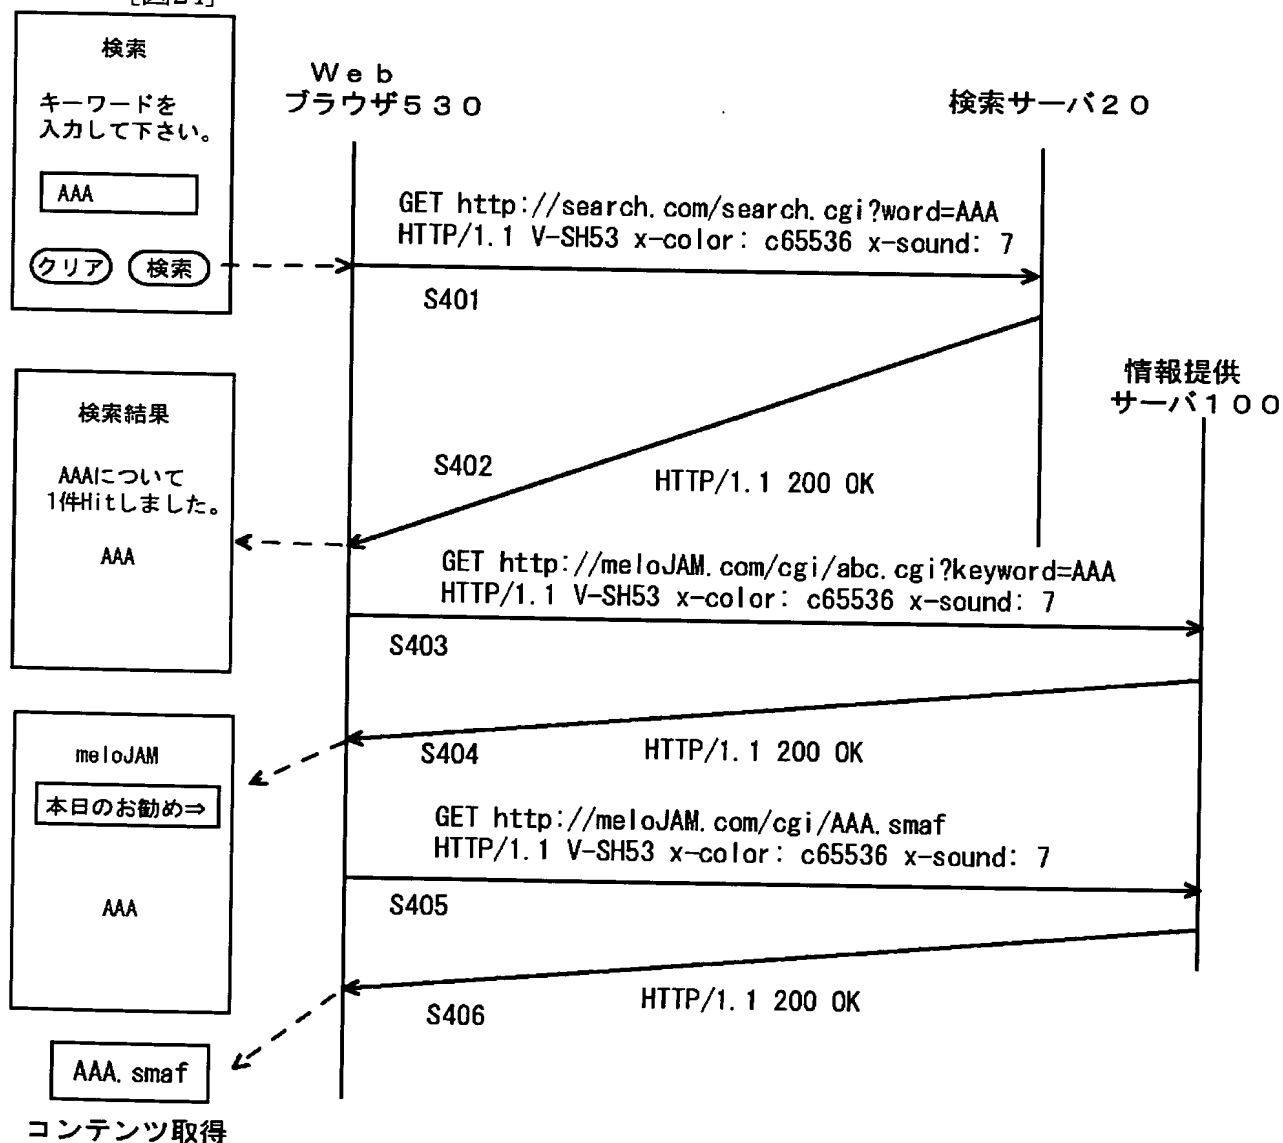 [図24]
検索
キーワードを
入力して下さい。
AAA
クリア
検索
Web
ブラウザ530
検索サーバ20
GET http://search.com/search.cgi?word=AAA
HTTP/1.1 V-SH53 x-color: c65536 x-sound: 7
S401
情報提供
サーバ100
検索結果
AAAについて
1件Hitしました。
AAA
S402
HTTP/1.1 200 OK
GET http://meloJAM.com/cgi/abc.cgi?keyword=AAA
HTTP/1.1 V-SH53 x-color: c65536 x-sound: 7
S403
meloJAM
本日のお勧め⇒
AAA
S404
HTTP/1.1 200 OK
GET http://meloJAM.com/cgi/AAA.smaf
HTTP/1.1 V-SH53 x-color: c65536 x-sound: 7
S405
S406
HTTP/1.1 200 OK
AAA.smaf
コンテンツ取得